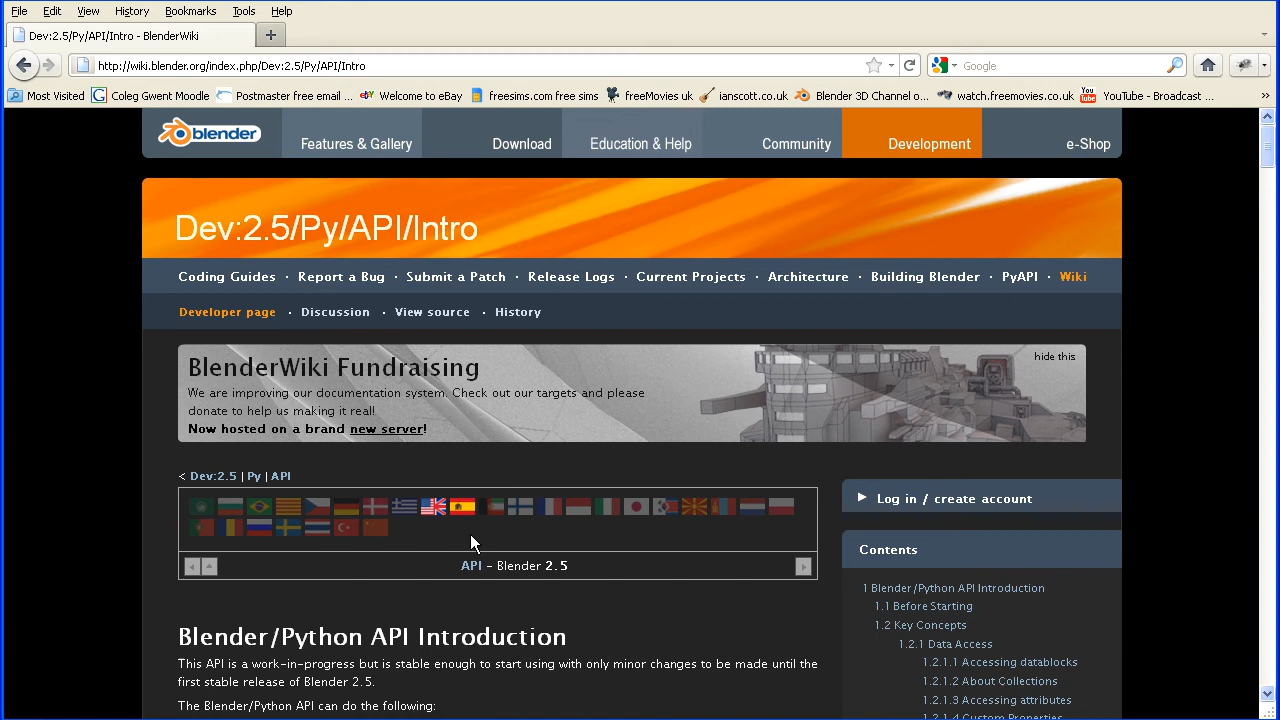 File Edit View History Bookmarks Tools Help
Dev:2.5/Py/API/Intro - BlenderWiki
http://wiki.blender.org/index.php/Dev:2.5/Py/API/Intro Google
Most Visited Coleg Gwent Moodle Postmaster free email ... Welcome to eBay freesims.com free sims freeMovies uk ianscott.co.uk Blender 3D Channel o... watch.freemovies.co.uk YouTube - Broadcast ... »
blender Features & Gallery Download Education & Help Community Development e-Shop
Dev:2.5/Py/API/Intro
Coding Guides · Report a Bug · Submit a Patch · Release Logs · Current Projects · Architecture · Building Blender · PyAPI · Wiki
Developer page · Discussion · View source · History
BlenderWiki Fundraising
hide this
We are improving our documentation system. Check out our targets and please
donate to help us making it real!
Now hosted on a brand new server!
< Dev:2.5 | Py | API
Log in / create account
API – Blender 2.5
Contents
1 Blender/Python API Introduction
1.1 Before Starting
1.2 Key Concepts
1.2.1 Data Access
1.2.1.1 Accessing datablocks
1.2.1.2 About Collections
1.2.1.3 Accessing attributes
1.2.1.4 Custom Properties
Blender/Python API Introduction
This API is a work-in-progress but is stable enough to start using with only minor changes to be made until the
first stable release of Blender 2.5.
The Blender/Python API can do the following: